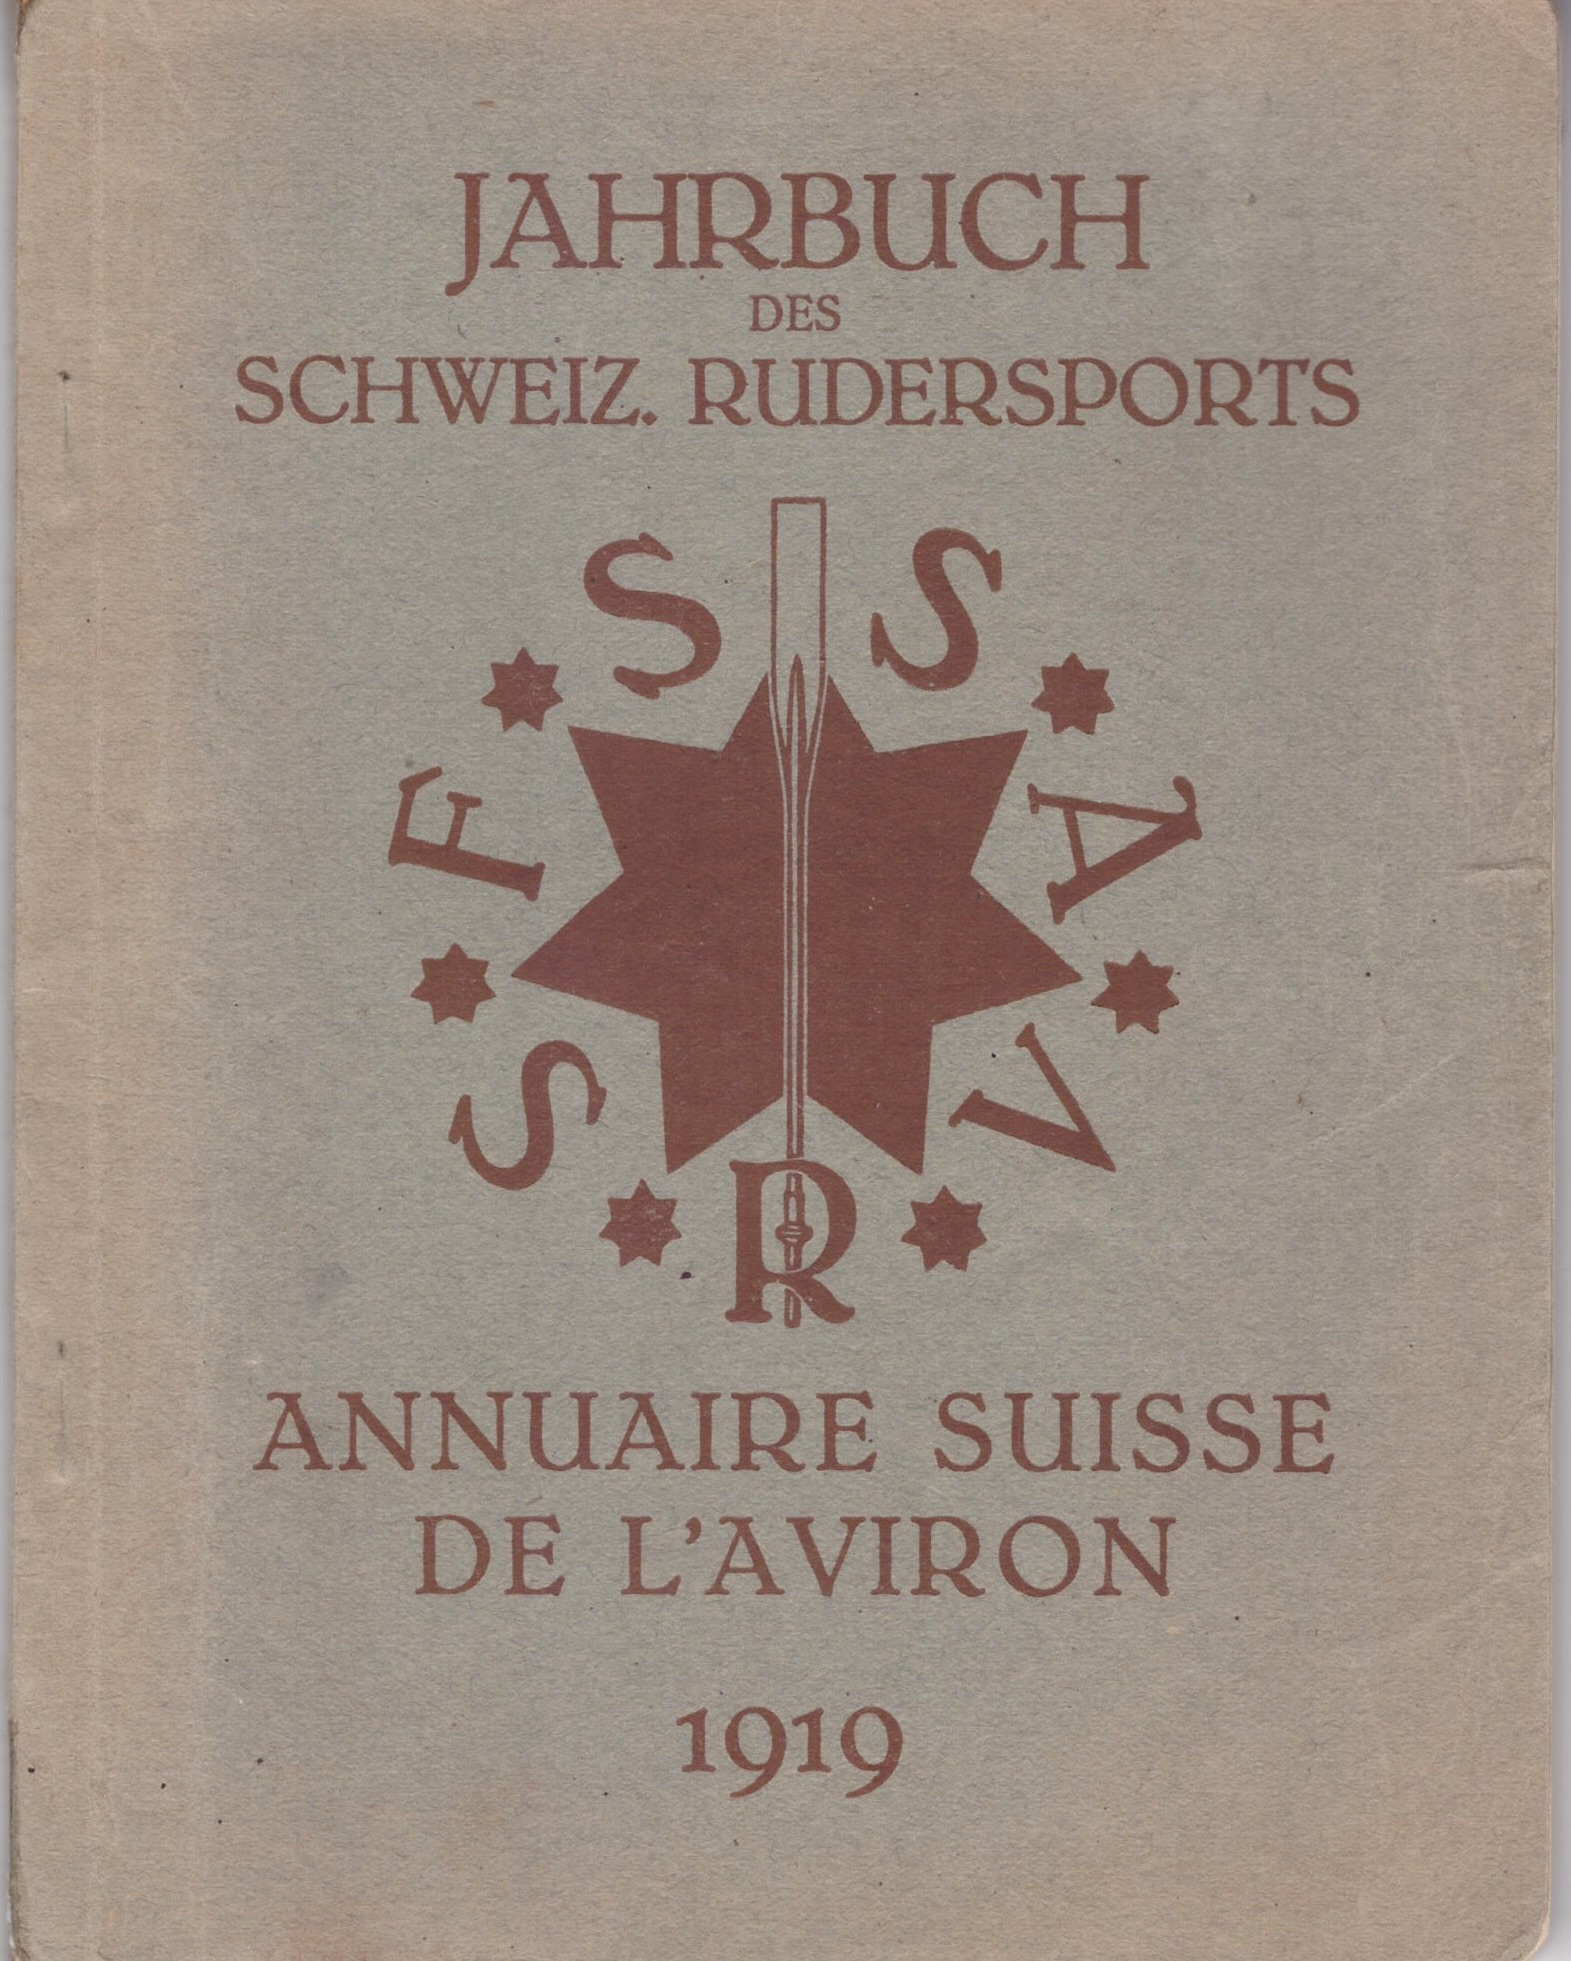 JAHRBUCH
DES
SCHWEIZ. RUDERSPORTS
S S
F A
S V
R
ANNUAIRE SUISSE
DE L'AVIRON
1919